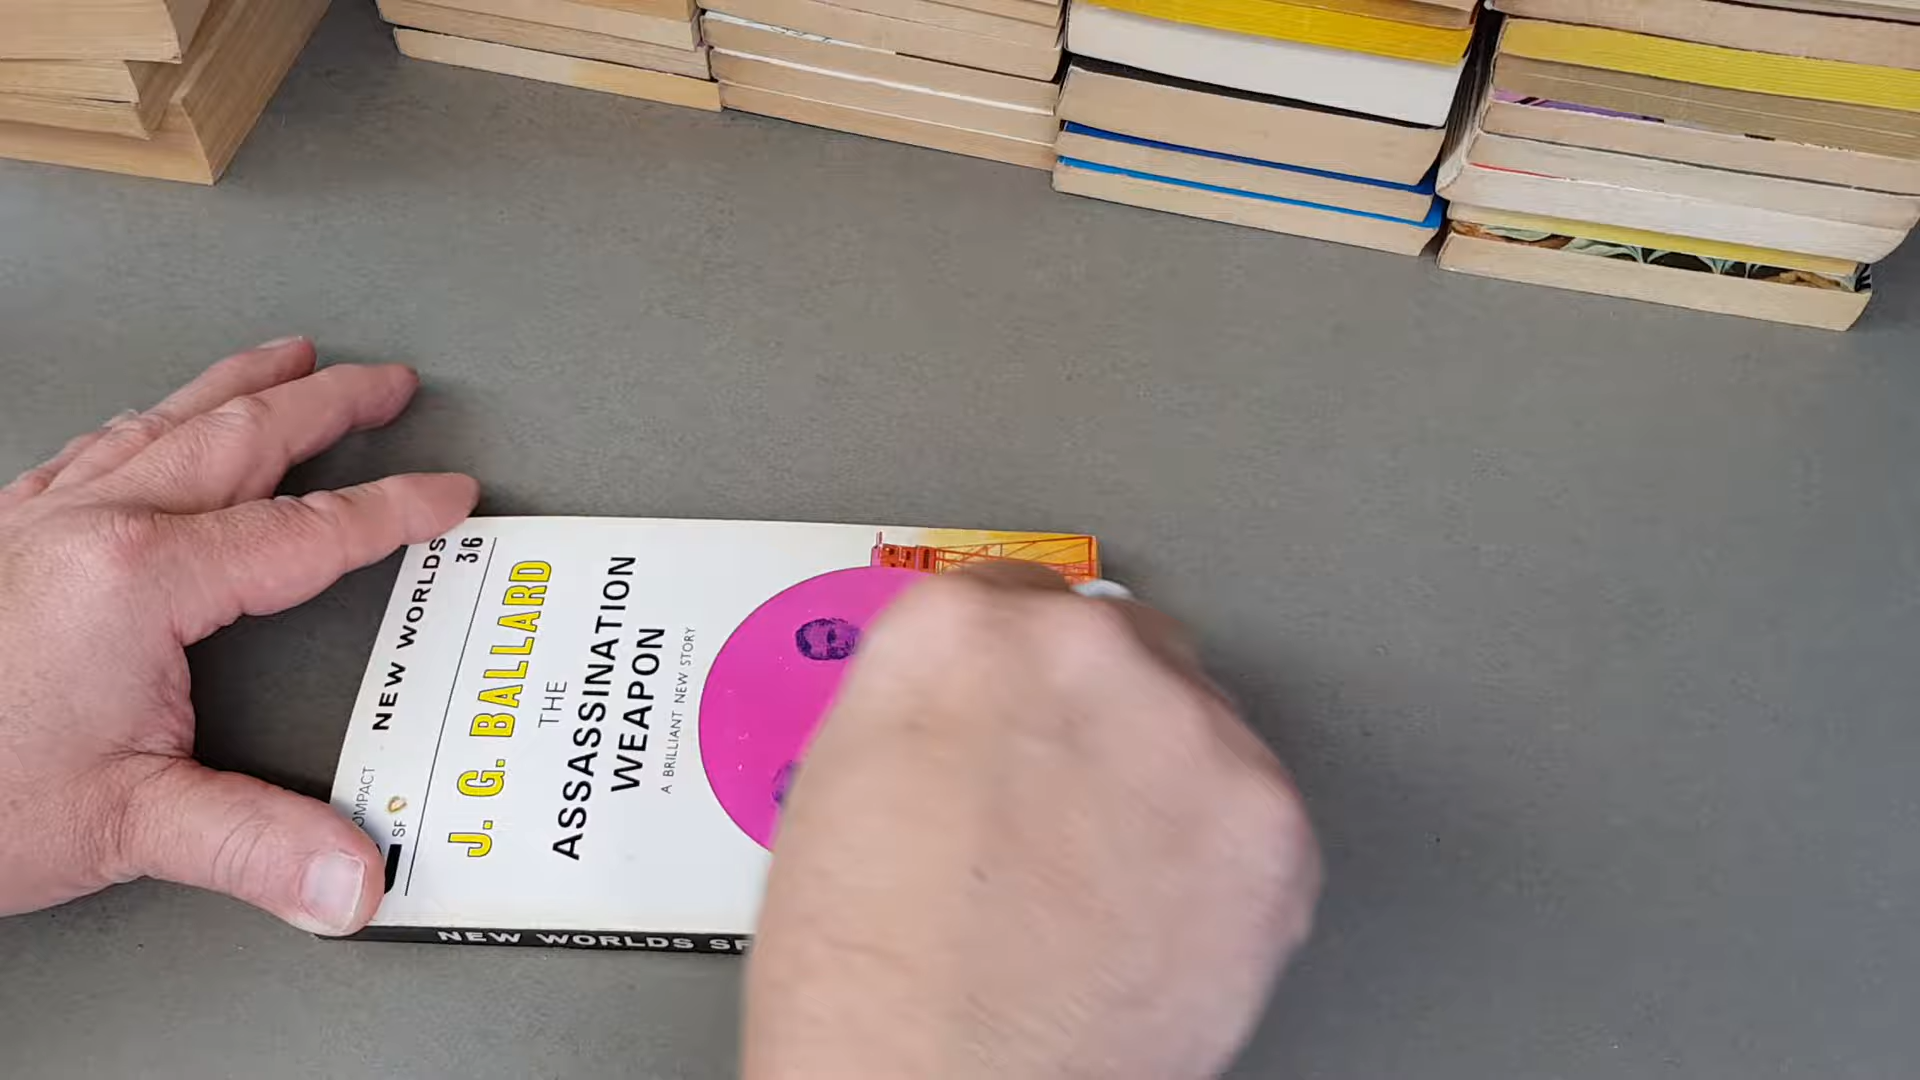 NEW WORLDS
3/6
SF
J. G. BALLARD
THE
ASSASSINATION
WEAPON
A BRILLIANT NEW STORY
NEW WORLDS SF